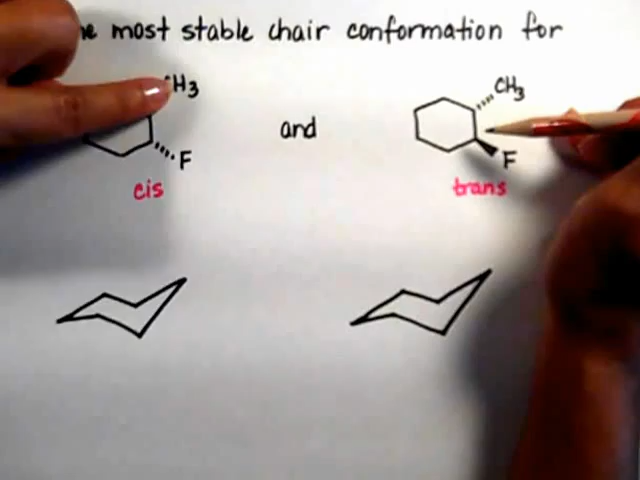 most stable chair conformation for
H3 CH3
and
F F
cis trans